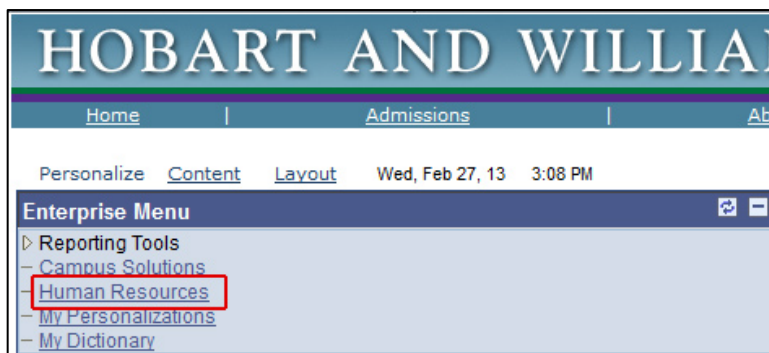 HOBART AND WILLIA
Home | Admissions | Ab
Personalize Content Layout Wed, Feb 27, 13 3:08 PM
Enterprise Menu
Reporting Tools
Campus Solutions
Human Resources
My Personalizations
My Dictionary